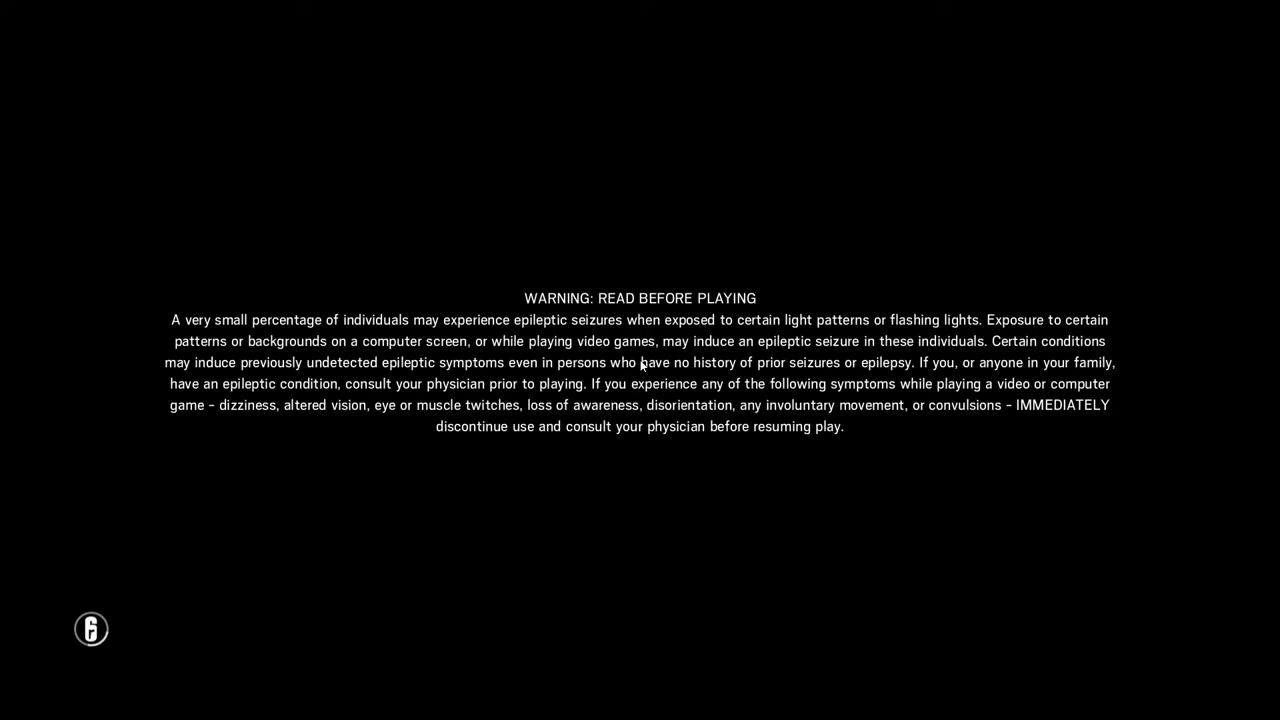 WARNING: READ BEFORE PLAYING
A very small percentage of individuals may experience epileptic seizures when exposed to certain light patterns or flashing lights. Exposure to certain
patterns or backgrounds on a computer screen, or while playing video games, may induce an epileptic seizure in these individuals. Certain conditions
may induce previously undetected epileptic symptoms even in persons who have no history of prior seizures or epilepsy. If you, or anyone in your family,
have an epileptic condition, consult your physician prior to playing. If you experience any of the following symptoms while playing a video or computer
game - dizziness, altered vision, eye or muscle twitches, loss of awareness, disorientation, any involuntary movement, or convulsions - IMMEDIATELY
discontinue use and consult your physician before resuming play.
6